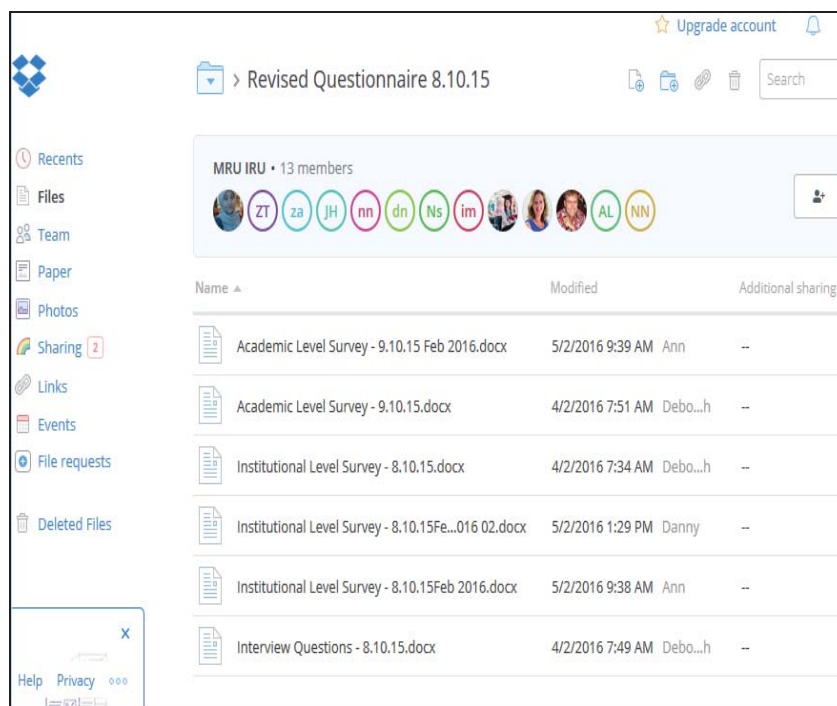 Upgrade account
> Revised Questionnaire 8.10.15
Search
Recents
Files
Team
Paper
Photos
Sharing 2
Links
Events
File requests
Deleted Files
x
Help Privacy
MRU IRU • 13 members
ZT za JH nn dn Ns im AL NN
Name Modified Additional sharing
Academic Level Survey - 9.10.15 Feb 2016.docx 5/2/2016 9:39 AM Ann --
Academic Level Survey - 9.10.15.docx 4/2/2016 7:51 AM Debo...h --
Institutional Level Survey - 8.10.15.docx 4/2/2016 7:34 AM Debo...h --
Institutional Level Survey - 8.10.15Fe...016 02.docx 5/2/2016 1:29 PM Danny --
Institutional Level Survey - 8.10.15Feb 2016.docx 5/2/2016 9:38 AM Ann --
Interview Questions - 8.10.15.docx 4/2/2016 7:49 AM Debo...h --